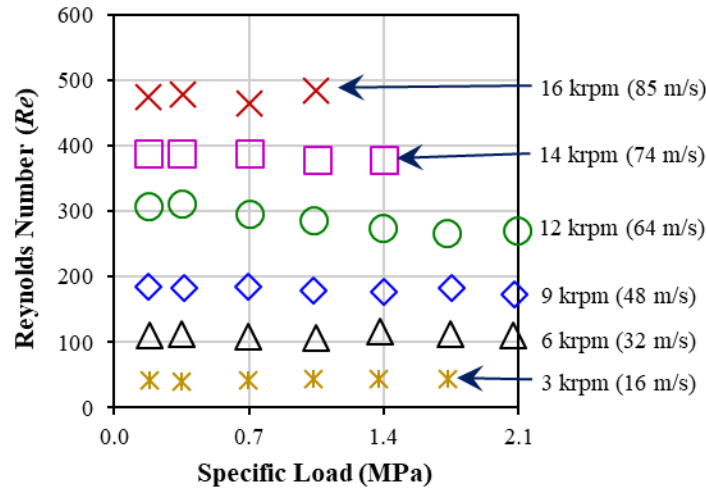 600
500
400
300
200
100
0
Reynolds Number (Re)
0.0
0.7
1.4
2.1
Specific Load (MPa)
16 krpm (85 m/s)
14 krpm (74 m/s)
12 krpm (64 m/s)
9 krpm (48 m/s)
6 krpm (32 m/s)
3 krpm (16 m/s)